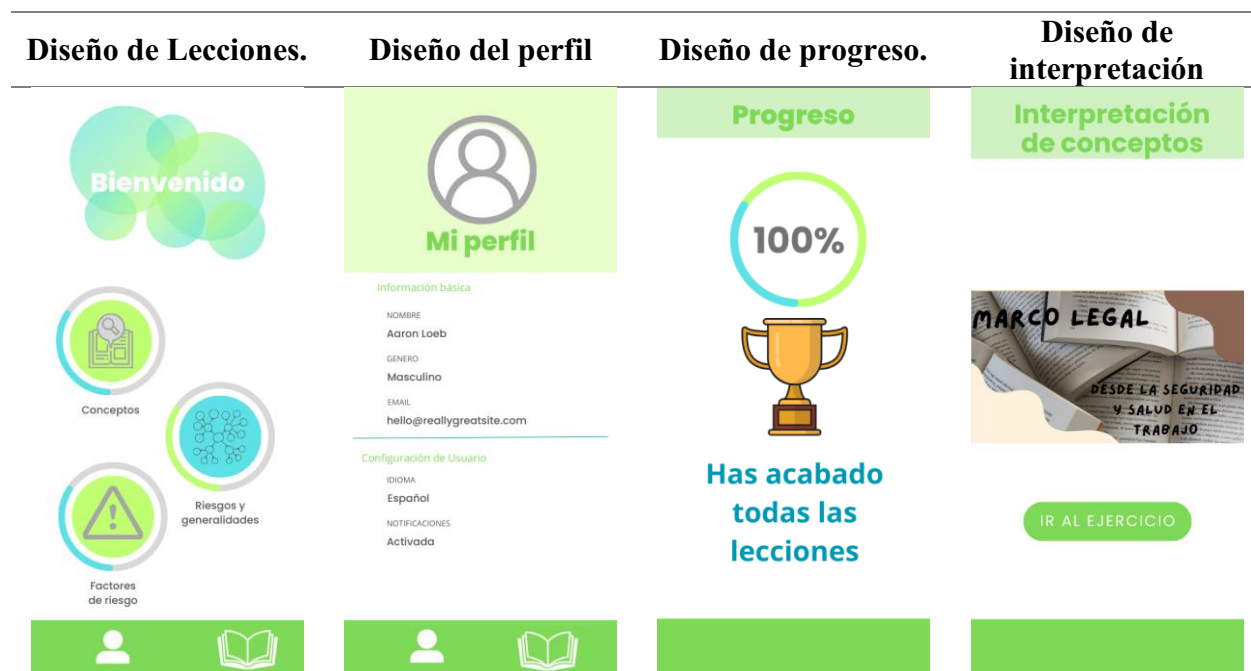 Diseño de Lecciones.
Diseño del perfil
Diseño de progreso.
Diseño de
interpretación
Bienvenido
Conceptos
Riesgos y
generalidades
Factores
de riesgo
Mi perfil
Información básica
NOMBRE
Aaron Loeb
GENERO
Masculino
EMAIL
hello@reallygreatsite.com
Configuración de Usuario
IDIOMA
Español
NOTIFICACIONES
Activada
Progreso
100%
Has acabado
todas las
lecciones
Interpretación
de conceptos
MARCO LEGAL
DESDE LA SEGURIDAD
Y SALUD EN EL
TRABAJO
IR AL EJERCICIO